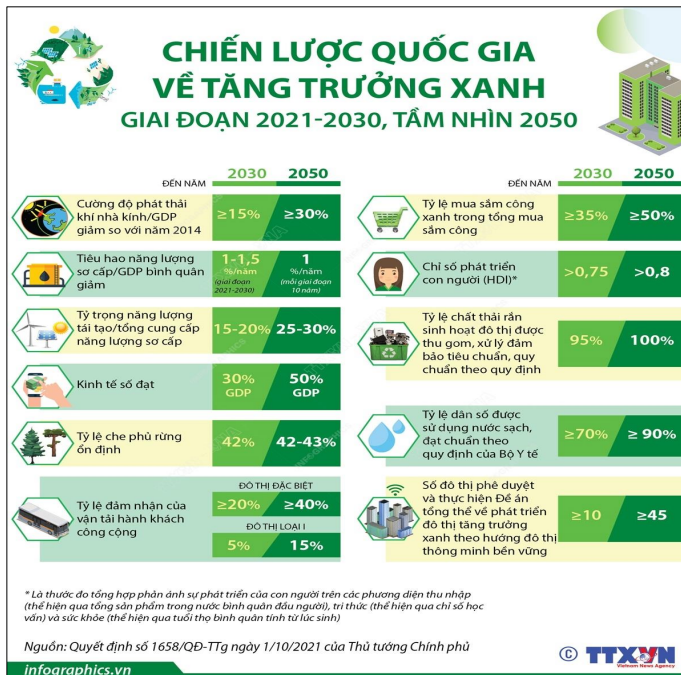 CHIẾN LƯỢC QUỐC GIA
VỀ TĂNG TRƯỞNG XANH
GIAI ĐOẠN 2021-2030, TẦM NHÌN 2050
ĐẾN NĂM 2030 2050
Cường độ phát thải
khí nhà kính/GDP
giảm so với năm 2014
≥15% ≥30%
Tiêu hao năng lượng
sơ cấp/GDP bình quân
giảm
1-1,5
%/năm
(giai đoạn
2021-2030)
1
%/năm
(mỗi giai đoạn
10 năm)
Tỷ trọng năng lượng
tái tạo/tổng cung cấp
năng lượng sơ cấp
15-20% 25-30%
Kinh tế số đạt
30%
GDP
50%
GDP
Tỷ lệ che phủ rừng
ổn định
42% 42-43%
Tỷ lệ đảm nhận của
vận tải hành khách
công cộng
ĐÔ THỊ ĐẶC BIỆT
≥20% ≥40%
ĐÔ THỊ LOẠI I
5% 15%
ĐẾN NĂM 2030 2050
Tỷ lệ mua sắm công
xanh trong tổng mua
sắm công
≥35% ≥50%
Chỉ số phát triển
con người (HDI)*
>0,75 >0,8
Tỷ lệ chất thải rắn
sinh hoạt đô thị được
thu gom, xử lý đảm
bảo tiêu chuẩn, quy
chuẩn theo quy định
95% 100%
Tỷ lệ dân số được
sử dụng nước sạch,
đạt chuẩn theo
quy định của Bộ Y tế
≥70% ≥ 90%
Số đô thị phê duyệt
và thực hiện Đề án
tổng thể về phát triển
đô thị tăng trưởng
xanh theo hướng đô thị
thông minh bền vững
≥10 ≥45
* Là thước đo tổng hợp phản ánh sự phát triển của con người trên các phương diện thu nhập
(thể hiện qua tổng sản phẩm trong nước bình quân đầu người), tri thức (thể hiện qua chỉ số học
vấn) và sức khỏe (thể hiện qua tuổi thọ bình quân tính từ lúc sinh)
Nguồn: Quyết định số 1658/QĐ-TTg ngày 1/10/2021 của Thủ tướng Chính phủ
© TTXVN
Vietnam News Agency
infographics.vn